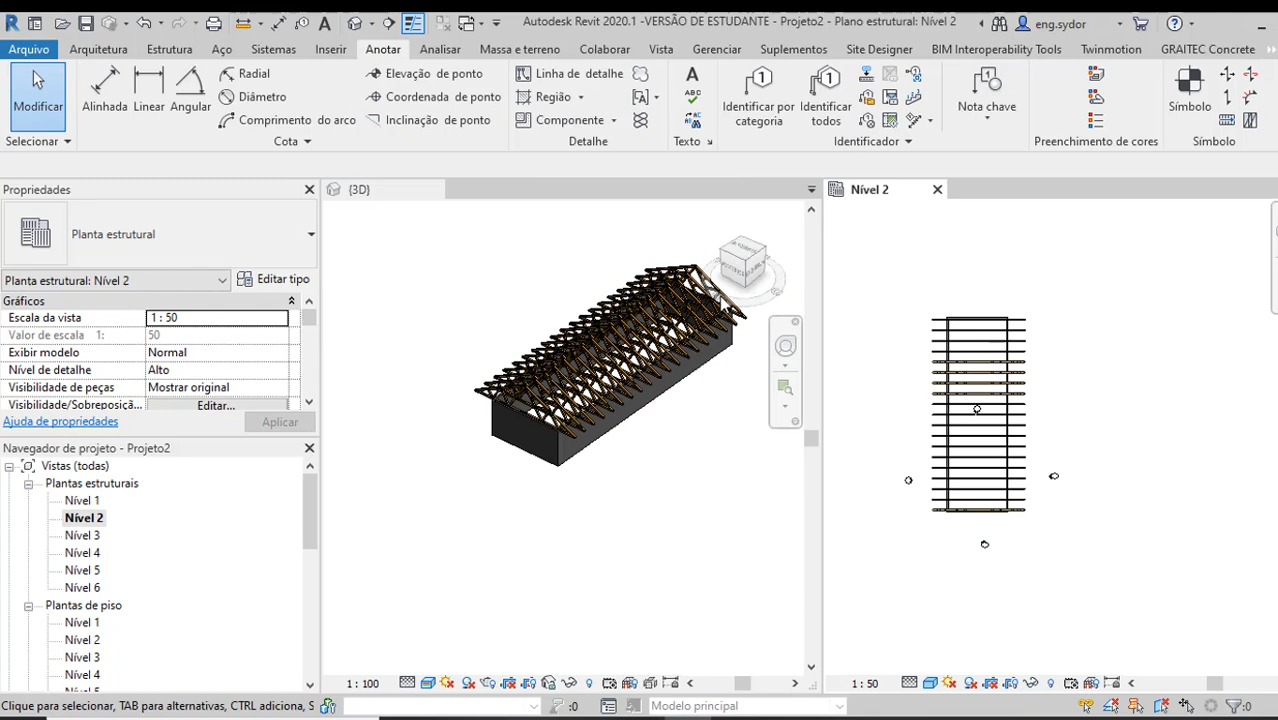 Autodesk Revit 2020.1 -VERSÃO DE ESTUDANTE - Projeto2 - Plano estrutural: Nível 2
eng.sydor
Arquivo Arquitetura Estrutura Aço Sistemas Inserir Anotar Analisar Massa e terreno Colaborar Vista Gerenciar Suplementos Site Designer BIM Interoperability Tools Twinmotion GRAITEC Concrete
Modificar
Alinhada Linear Angular
Radial
Diâmetro
Comprimento do arco
Elevação de ponto
Coordenada de ponto
Inclinação de ponto
Linha de detalhe
Região
Componente
Identificar por
categoria
Identificar
todos
Nota chave
Símbolo
Selecionar Cota Detalhe Texto Identificador Preenchimento de cores Símbolo
Propriedades
Planta estrutural
Planta estrutural: Nível 2 Editar tipo
Gráficos
Escala da vista 1 : 50
Valor de escala 1: 50
Exibir modelo Normal
Nível de detalhe Alto
Visibilidade de peças Mostrar original
Visibilidade/Sobreposiçã... Editar...
Ajuda de propriedades Aplicar
Navegador de projeto - Projeto2
Vistas (todas)
Plantas estruturais
Nível 1
Nível 2
Nível 3
Nível 4
Nível 5
Nível 6
Plantas de piso
Nível 1
Nível 2
Nível 3
Nível 4
{3D}
Nível 2
1 : 100
1 : 50
Clique para selecionar, TAB para alternativas, CTRL adiciona, S
:0
Modelo principal
:0